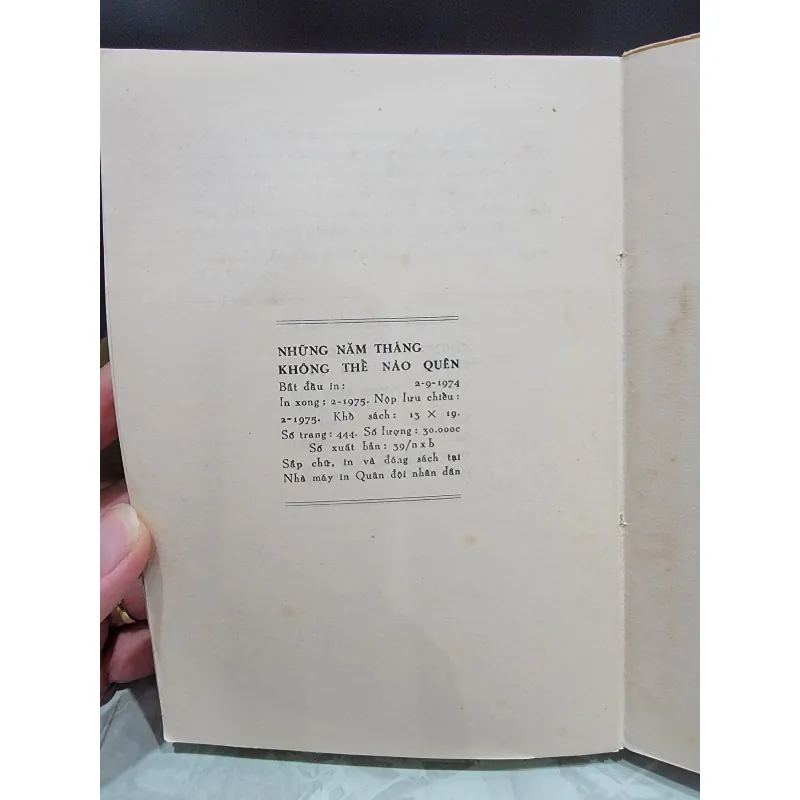 NHỮNG NĂM THÁNG
KHÔNG THỂ NÀO QUÊN
Bắt đầu in: 2-9-1974
In xong: 2-1975. Nộp lưu chiểu:
2-1975. Khổ sách: 13 × 19.
Số trang: 444. Số lượng: 30.000c
Số xuất bản: 39/nxb
Sắp chữ, in và đóng sách tại
Nhà máy in Quân đội nhân dân